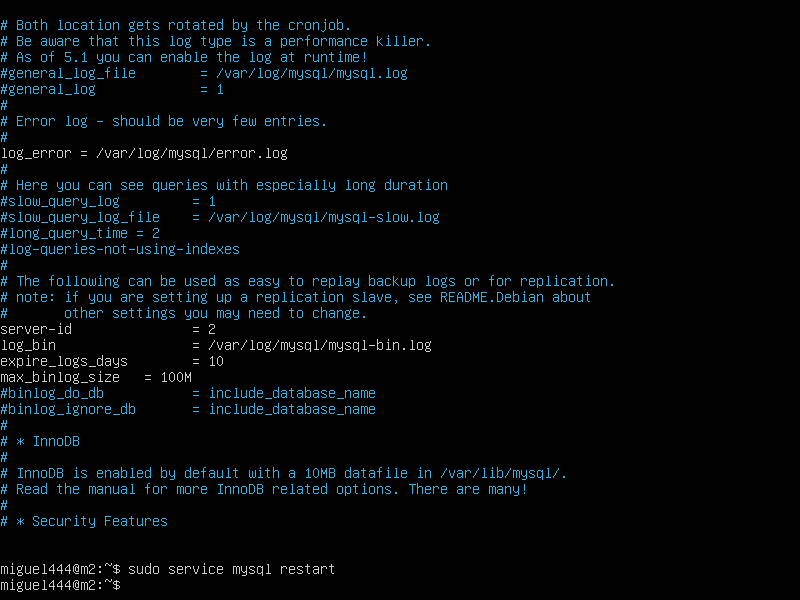 # Both location gets rotated by the cronjob.
# Be aware that this log type is a performance killer.
# As of 5.1 you can enable the log at runtime!
#general_log_file        = /var/log/mysql/mysql.log
#general_log             = 1
#
# Error log - should be very few entries.
#
log_error = /var/log/mysql/error.log
#
# Here you can see queries with especially long duration
#slow_query_log         = 1
#slow_query_log_file    = /var/log/mysql/mysql-slow.log
#long_query_time = 2
#log-queries-not-using-indexes
#
# The following can be used as easy to replay backup logs or for replication.
# note: if you are setting up a replication slave, see README.Debian about
#       other settings you may need to change.
server-id               = 2
log_bin                 = /var/log/mysql/mysql-bin.log
expire_logs_days        = 10
max_binlog_size   = 100M
#binlog_do_db           = include_database_name
#binlog_ignore_db       = include_database_name
#
# * InnoDB
#
# InnoDB is enabled by default with a 10MB datafile in /var/lib/mysql/.
# Read the manual for more InnoDB related options. There are many!
#
# * Security Features
miguel444@m2:~$ sudo service mysql restart
miguel444@m2:~$